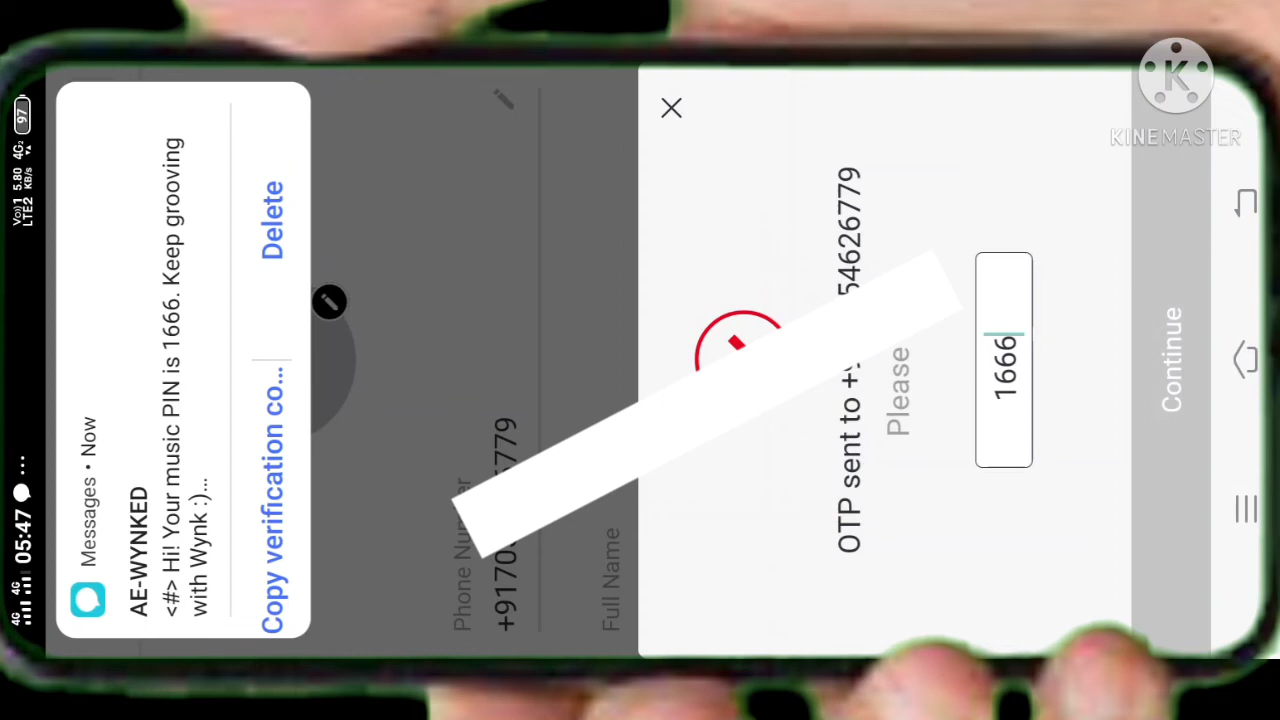 4G 4G 05:47 ...
Vo)) 1 LTE2 5.80 KB/s 4G2 97
Messages • Now
AE-WYNKED
<#> Hi! Your music PIN is 1666. Keep grooving
with Wynk :)...
Copy verification co... Delete
Phone
+9170 779
Full Name
OTP sent to + 54626779
Please
1666
Continue
KINEMASTER